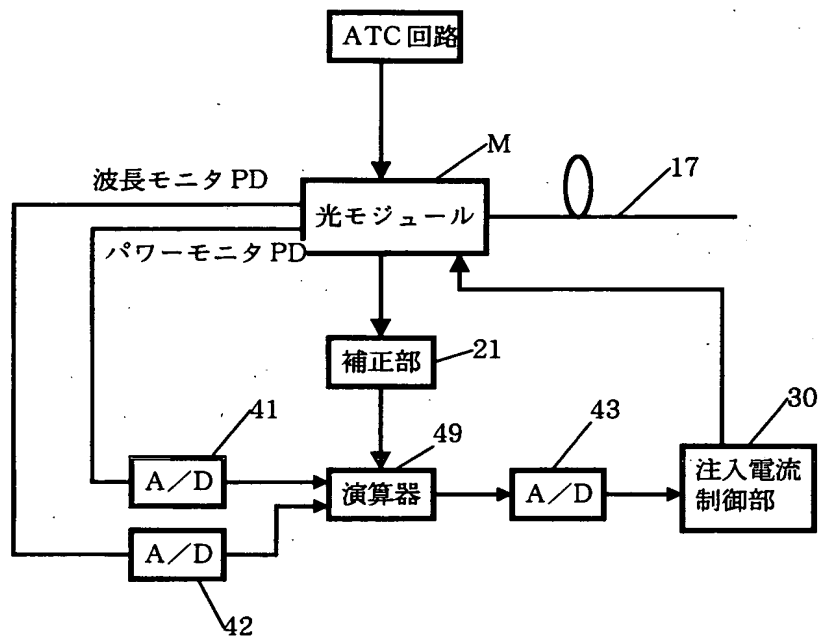 ATC回路
M
波長モニタPD
17
光モジュール
パワーモニタPD
補正部
21
41
49
43
30
A/D
演算器
A/D
注入電流
制御部
A/D
42